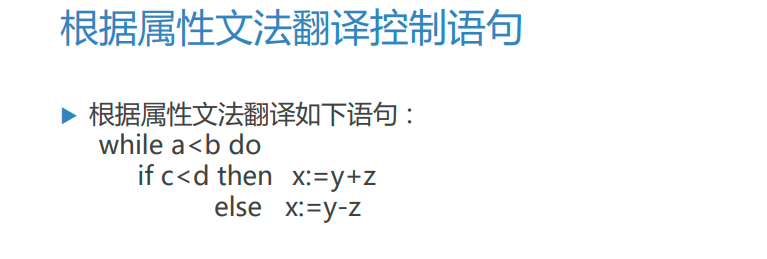 根据属性文法翻译控制语句
根据属性文法翻译如下语句：
while a<b do
if c<d then x:=y+z
else x:=y-z